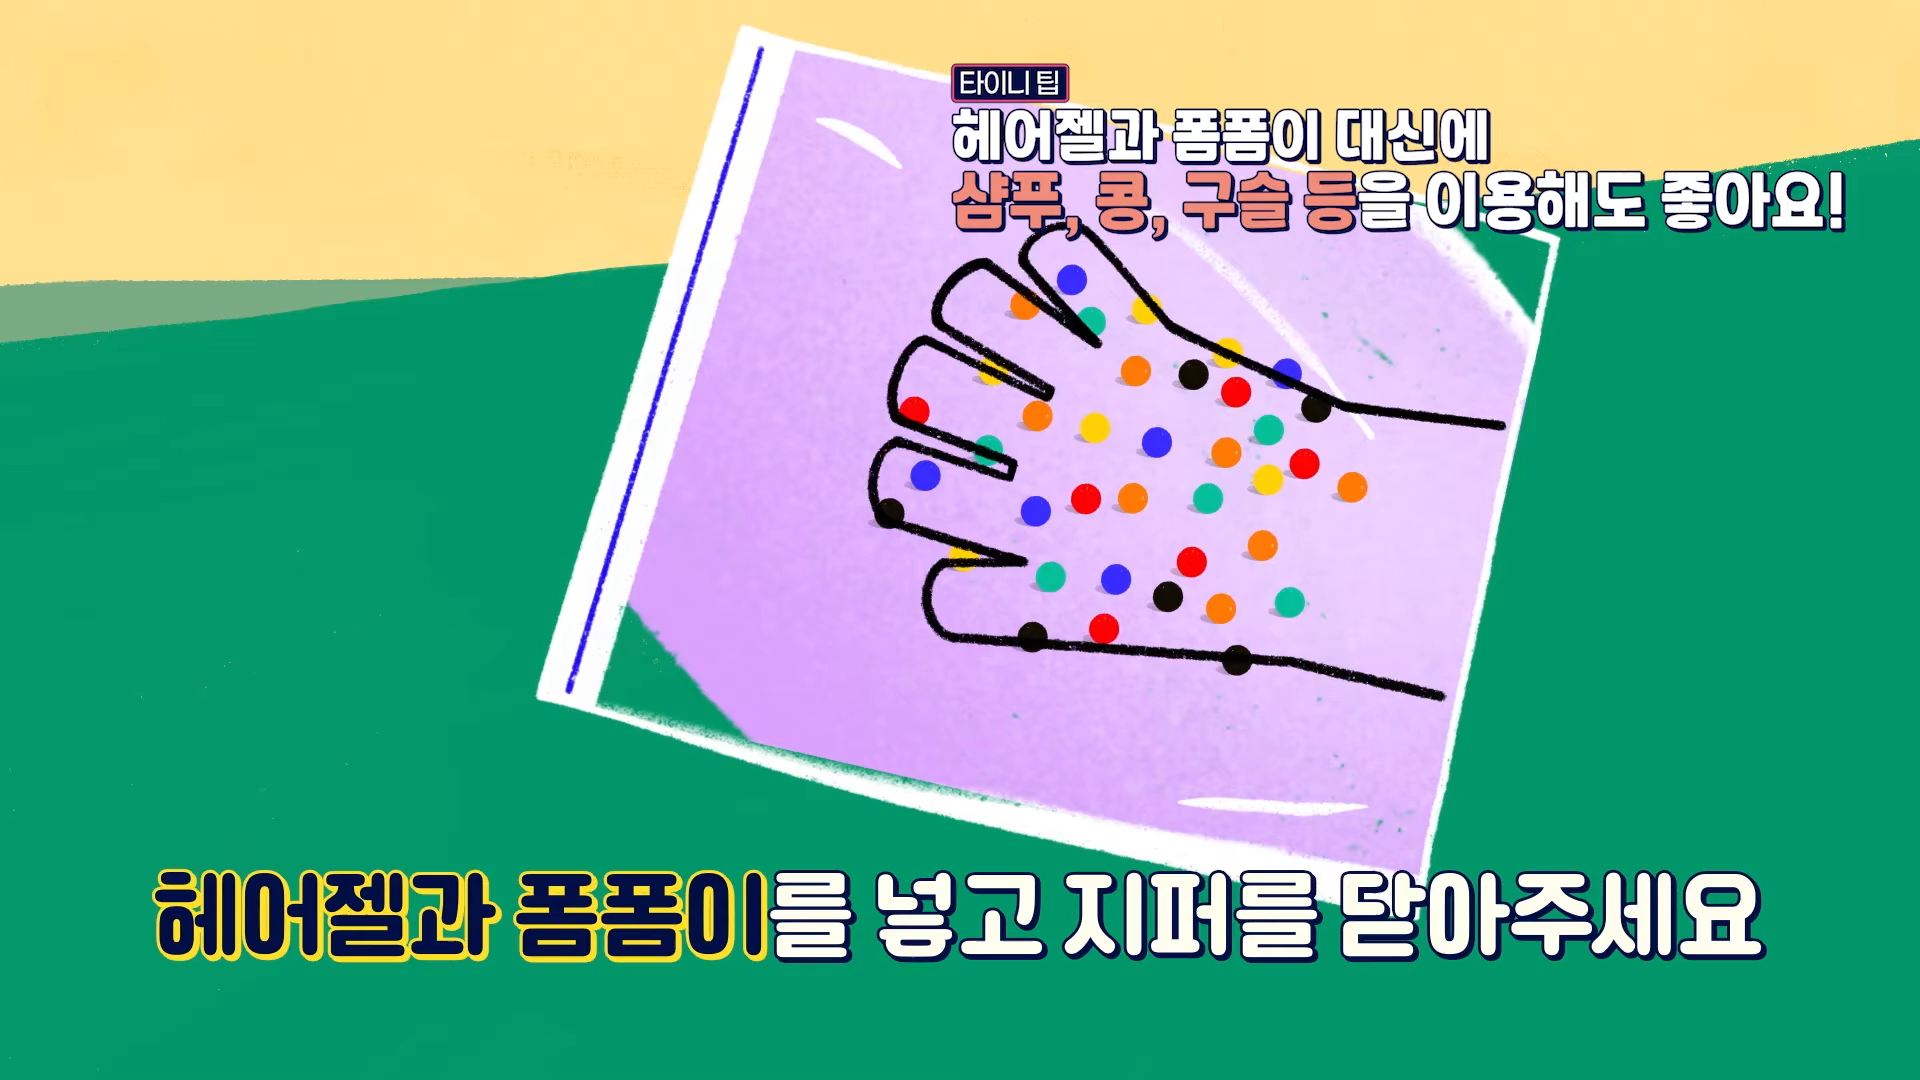 타이니 팁
헤어젤과 폼폼이 대신에
샴푸, 콩, 구슬 등을 이용해도 좋아요!
헤어젤과 폼폼이를 넣고 지퍼를 닫아주세요